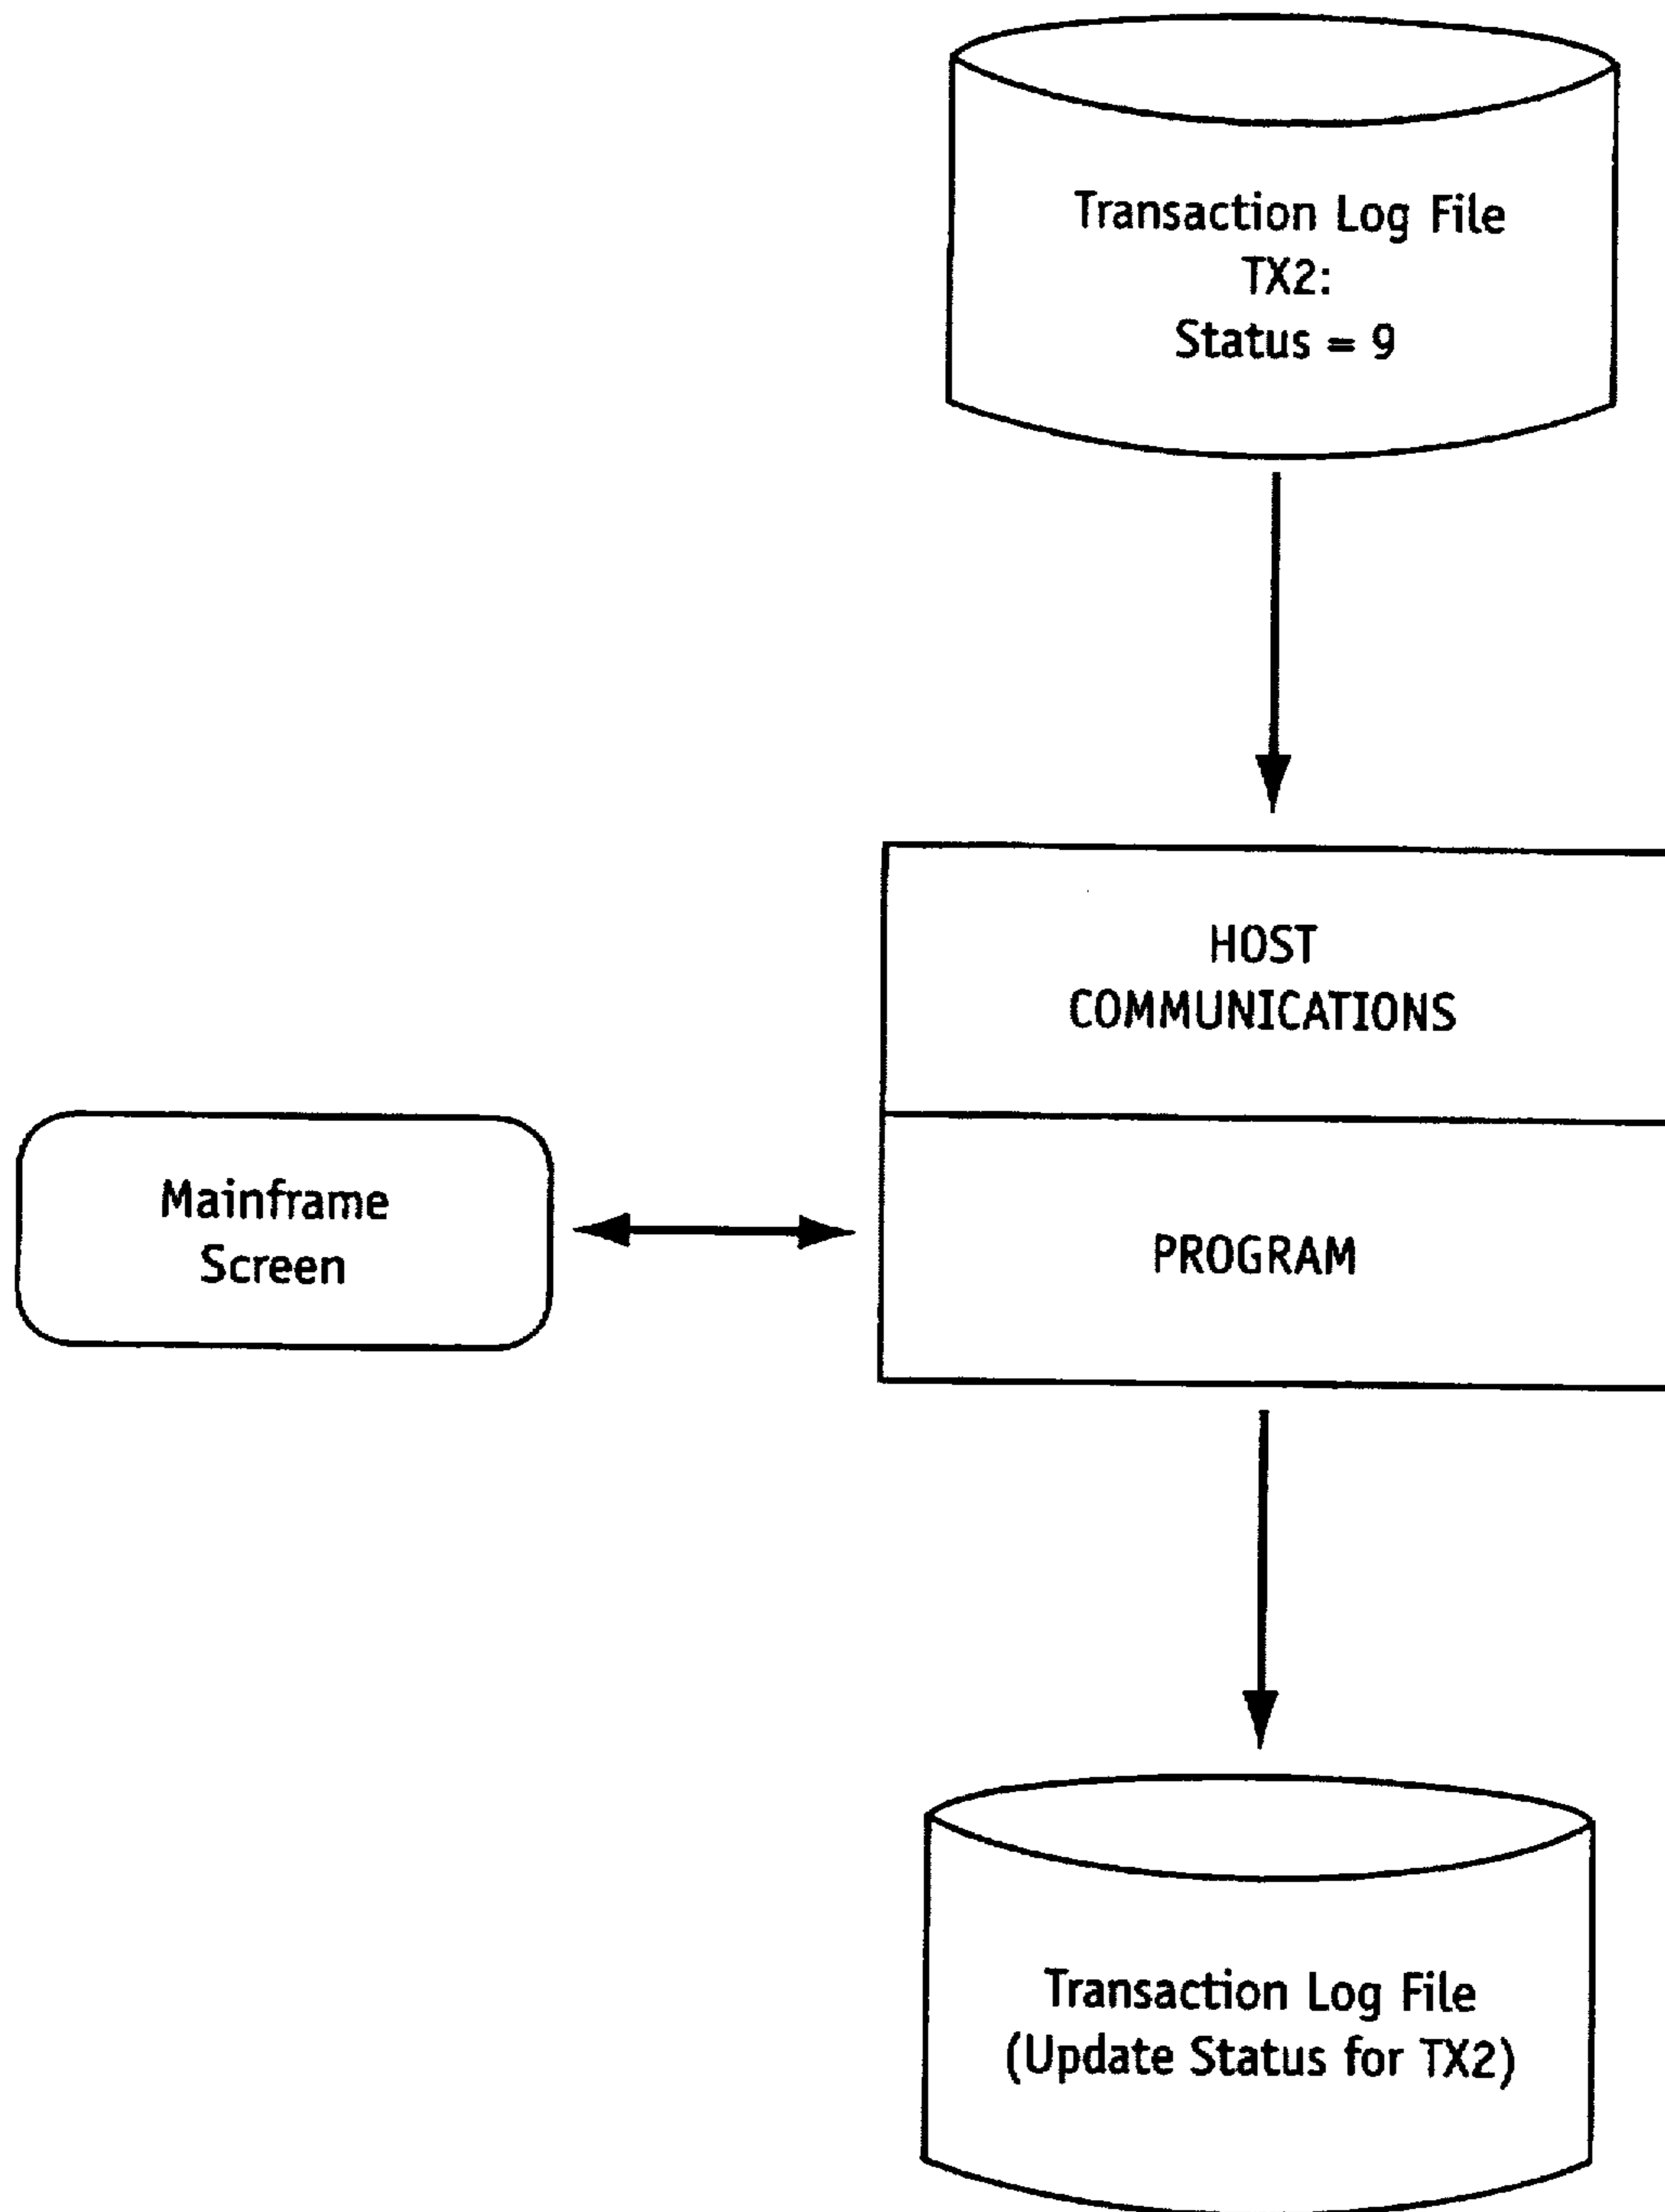 Transaction Log File
TX2:
Status = 9
HOST
COMMUNICATIONS
Mainframe
Screen
PROGRAM
Transaction Log File
(Update Status for TX2)